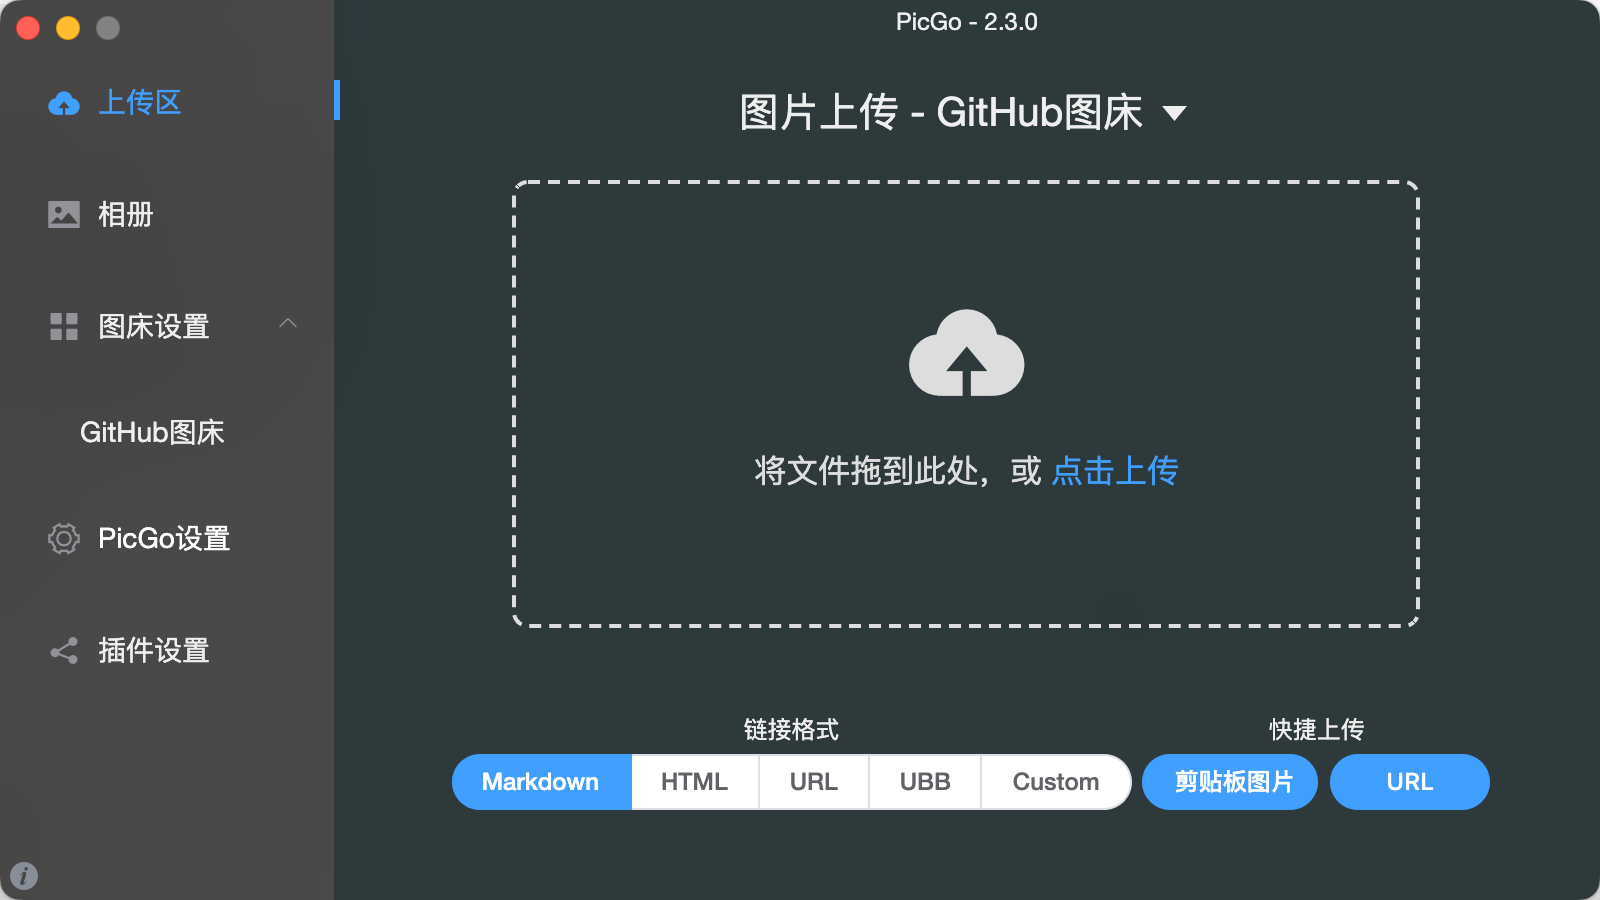 PicGo - 2.3.0
上传区
相册
图床设置
GitHub图床
PicGo设置
插件设置
图片上传 - GitHub图床
将文件拖到此处，或 点击上传
链接格式
Markdown HTML URL UBB Custom
快捷上传
剪贴板图片 URL
i